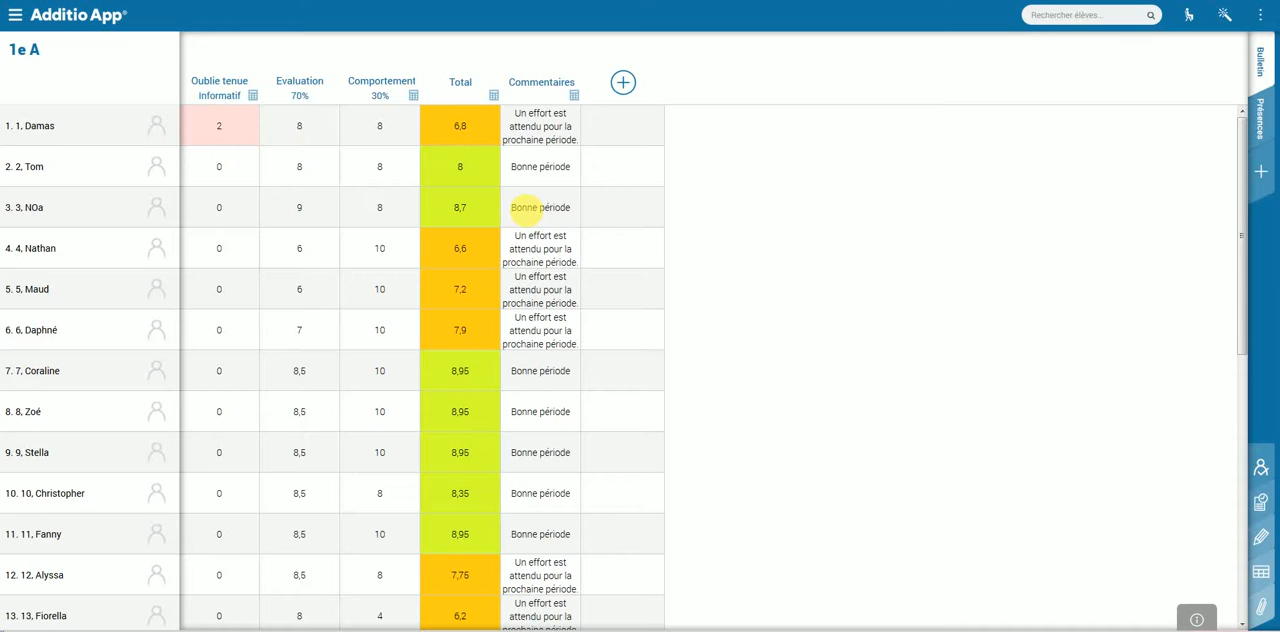 Additio App®
Rechercher élèves...
1e A
Oublie tenue
Informatif
Evaluation
70%
Comportement
30%
Total
Commentaires
1. 1, Damas 2 8 8 6,8 Un effort est
attendu pour la
prochaine période.
2. 2, Tom 0 8 8 8 Bonne période
3. 3, NOa 0 9 8 8,7 Bonne période
4. 4, Nathan 0 6 10 6,6 Un effort est
attendu pour la
prochaine période.
5. 5, Maud 0 6 10 7,2 Un effort est
attendu pour la
prochaine période.
6. 6, Daphné 0 7 10 7,9 Un effort est
attendu pour la
prochaine période.
7. 7, Coraline 0 8,5 10 8,95 Bonne période
8. 8, Zoé 0 8,5 10 8,95 Bonne période
9. 9, Stella 0 8,5 10 8,95 Bonne période
10. 10, Christopher 0 8,5 8 8,35 Bonne période
11. 11, Fanny 0 8,5 10 8,95 Bonne période
12. 12, Alyssa 0 8,5 8 7,75 Un effort est
attendu pour la
prochaine période.
13. 13, Fiorella 0 8 4 6,2 Un effort est
attendu pour la
Bulletin
Présences